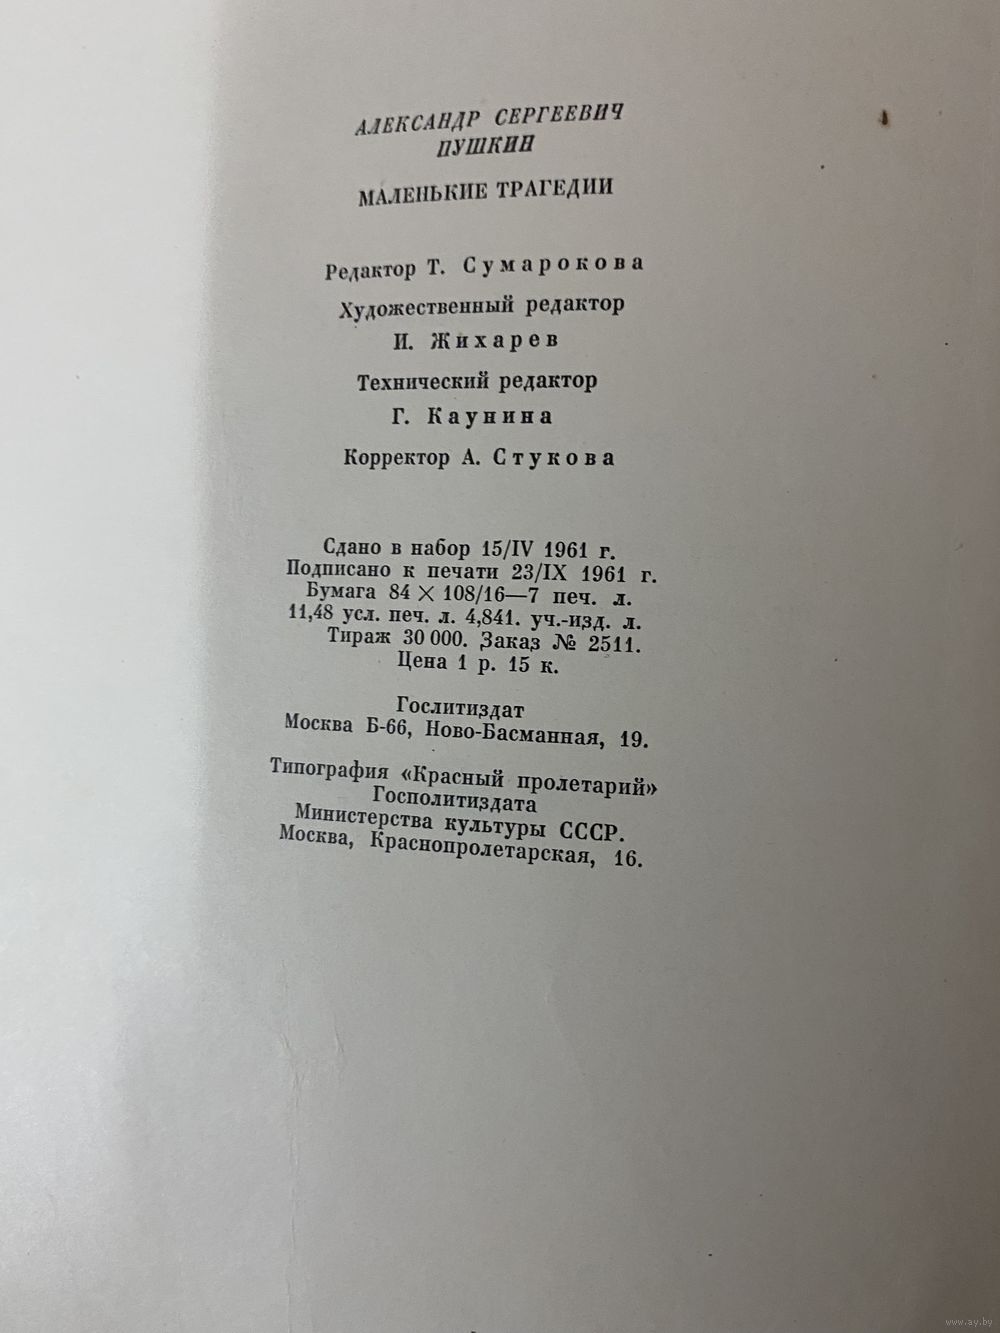 АЛЕКСАНДР СЕРГЕЕВИЧ
ПУШКИН
МАЛЕНЬКИЕ ТРАГЕДИИ
Редактор Т. Сумарокова
Художественный редактор
И. Жихарев
Технический редактор
Г. Каунина
Корректор А. Стукова
Сдано в набор 15/IV 1961 г.
Подписано к печати 23/IX 1961 г.
Бумага 84 × 108/16—7 печ. л.
11,48 усл. печ. л. 4,841. уч.-изд. л.
Тираж 30 000. Заказ № 2511.
Цена 1 р. 15 к.
Гослитиздат
Москва Б-66, Ново-Басманная, 19.
Типография «Красный пролетарий»
Госполитиздата
Министерства культуры СССР.
Москва, Краснопролетарская, 16.
www.ay.by